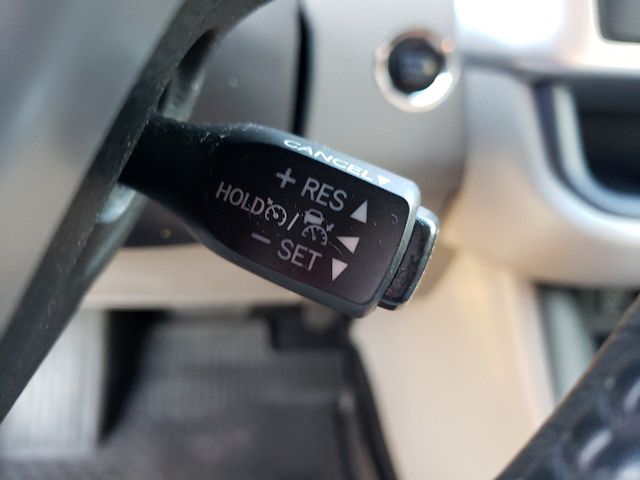 CANCEL▼
+ RES ▲
HOLD /
− SET ▼